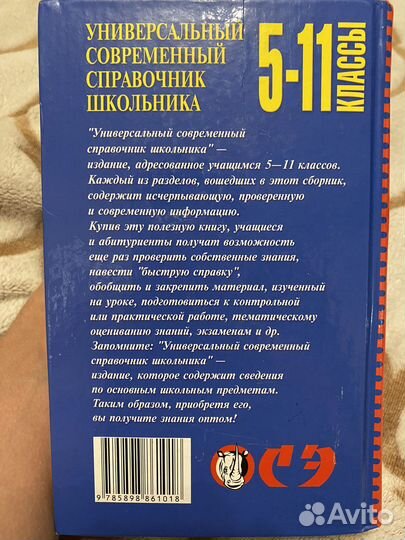 УНИВЕРСАЛЬНЫЙ
СОВРЕМЕННЫЙ
СПРАВОЧНИК
ШКОЛЬНИКА
5-11
КЛАССЫ
"Универсальный современный
справочник школьника" —
издание, адресованное учащимся 5—11 классов.
Каждый из разделов, вошедших в этот сборник,
содержит исчерпывающую, проверенную
и современную информацию.
Купив эту полезную книгу, учащиеся
и абитуриенты получат возможность
еще раз проверить собственные знания,
навести "быструю справку",
обобщить и закрепить материал, изученный
на уроке, подготовиться к контрольной
или практической работе, тематическому
оцениванию знаний, экзаменам и др.
Запомните: "Универсальный современный
справочник школьника" —
издание, которое содержит сведения
по основным школьным предметам.
Таким образом, приобретя его,
вы получите знания оптом!
9 785898 861018
ОСЭ
Avito